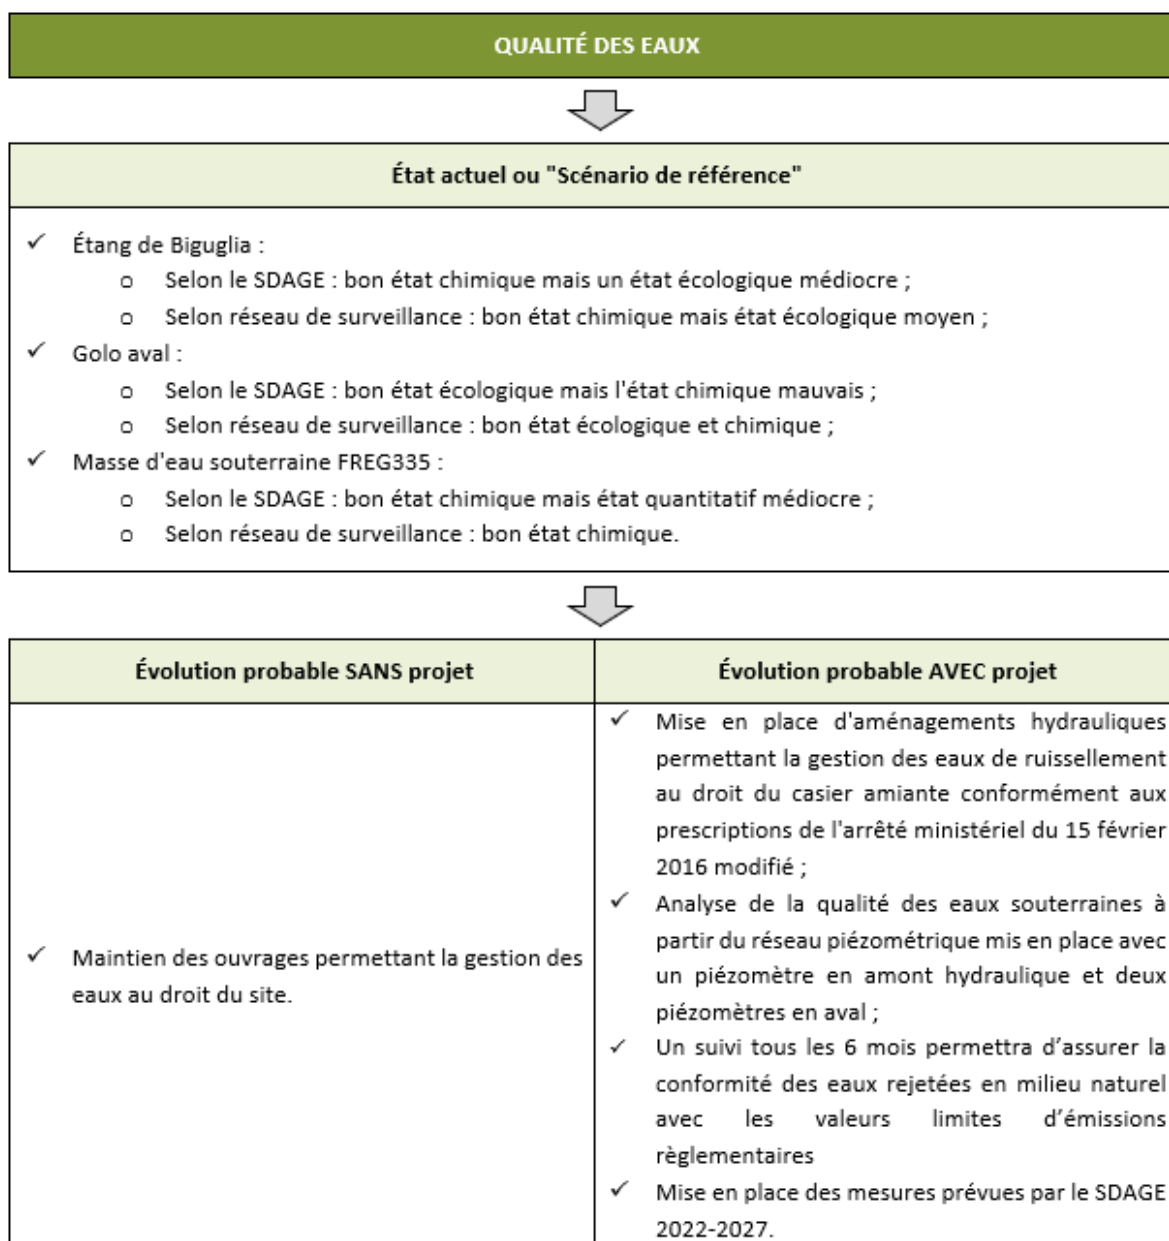 QUALITÉ DES EAUX
État actuel ou "Scénario de référence"
✓ Étang de Biguglia :
o Selon le SDAGE : bon état chimique mais un état écologique médiocre ;
o Selon réseau de surveillance : bon état chimique mais état écologique moyen ;
✓ Golo aval :
o Selon le SDAGE : bon état écologique mais l'état chimique mauvais ;
o Selon réseau de surveillance : bon état écologique et chimique ;
✓ Masse d'eau souterraine FREG335 :
o Selon le SDAGE : bon état chimique mais état quantitatif médiocre ;
o Selon réseau de surveillance : bon état chimique.
Évolution probable SANS projet
✓ Maintien des ouvrages permettant la gestion des
eaux au droit du site.
Évolution probable AVEC projet
✓ Mise en place d'aménagements hydrauliques
permettant la gestion des eaux de ruissellement
au droit du casier amiante conformément aux
prescriptions de l'arrêté ministériel du 15 février
2016 modifié ;
✓ Analyse de la qualité des eaux souterraines à
partir du réseau piézométrique mis en place avec
un piézomètre en amont hydraulique et deux
piézomètres en aval ;
✓ Un suivi tous les 6 mois permettra d’assurer la
conformité des eaux rejetées en milieu naturel
avec les valeurs limites d’émissions
règlementaires
✓ Mise en place des mesures prévues par le SDAGE
2022-2027.